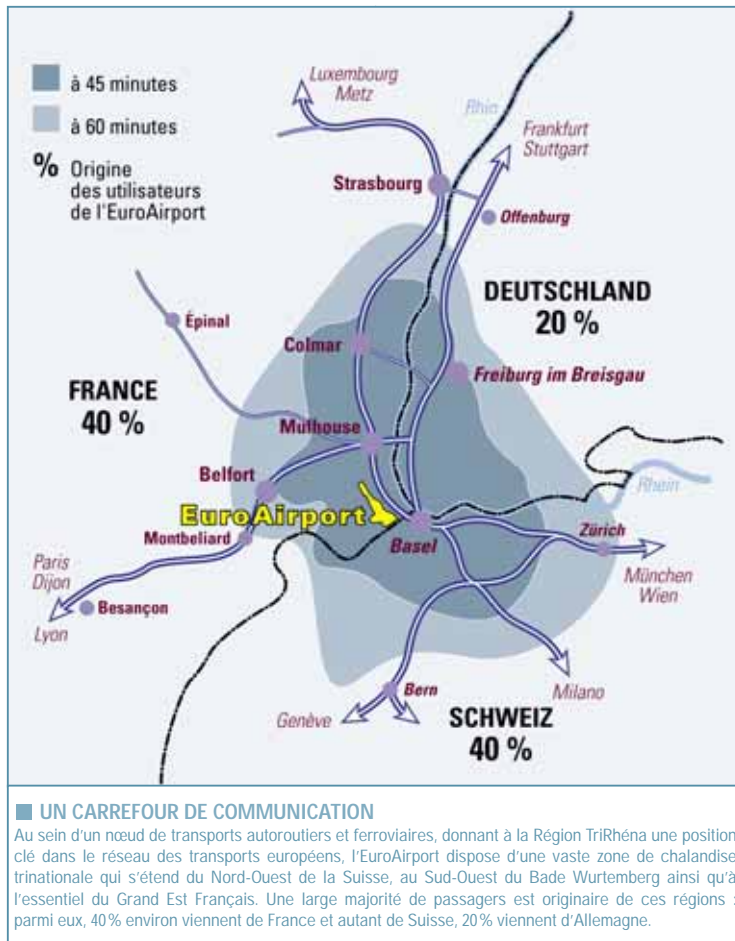 à 45 minutes
à 60 minutes
% Origine
des utilisateurs
de l'EuroAirport
Luxembourg
Metz
Rhin
Frankfurt
Stuttgart
Strasbourg
Offenburg
DEUTSCHLAND
20 %
Épinal
Colmar
Freiburg im Breisgau
FRANCE
40 %
Mulhouse
Belfort
Rhein
EuroAirport
Basel
Montbeliard
Zürich
Paris
Dijon
Besançon
Lyon
München
Wien
Bern
Milano
Genève
SCHWEIZ
40 %
UN CARREFOUR DE COMMUNICATION
Au sein d'un nœud de transports autoroutiers et ferroviaires, donnant à la Région TriRhéna une position
clé dans le réseau des transports européens, l'EuroAirport dispose d'une vaste zone de chalandise
trinationale qui s'étend du Nord-Ouest de la Suisse, au Sud-Ouest du Bade Wurtemberg ainsi qu'à
l'essentiel du Grand Est Français. Une large majorité de passagers est originaire de ces régions :
parmi eux, 40% environ viennent de France et autant de Suisse, 20% viennent d'Allemagne.